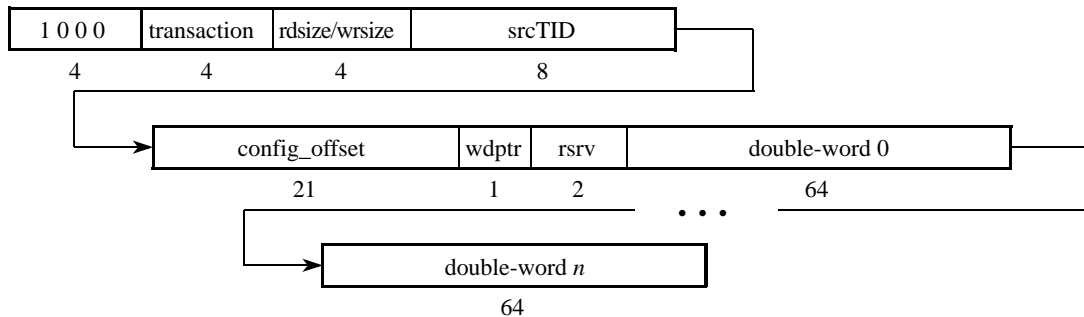 1 0 0 0 transaction rdsize/wrsize srcTID
4 4 4 8
config_offset wdptr rsrv double-word 0
21 1 2 64
• • •
double-word n
64